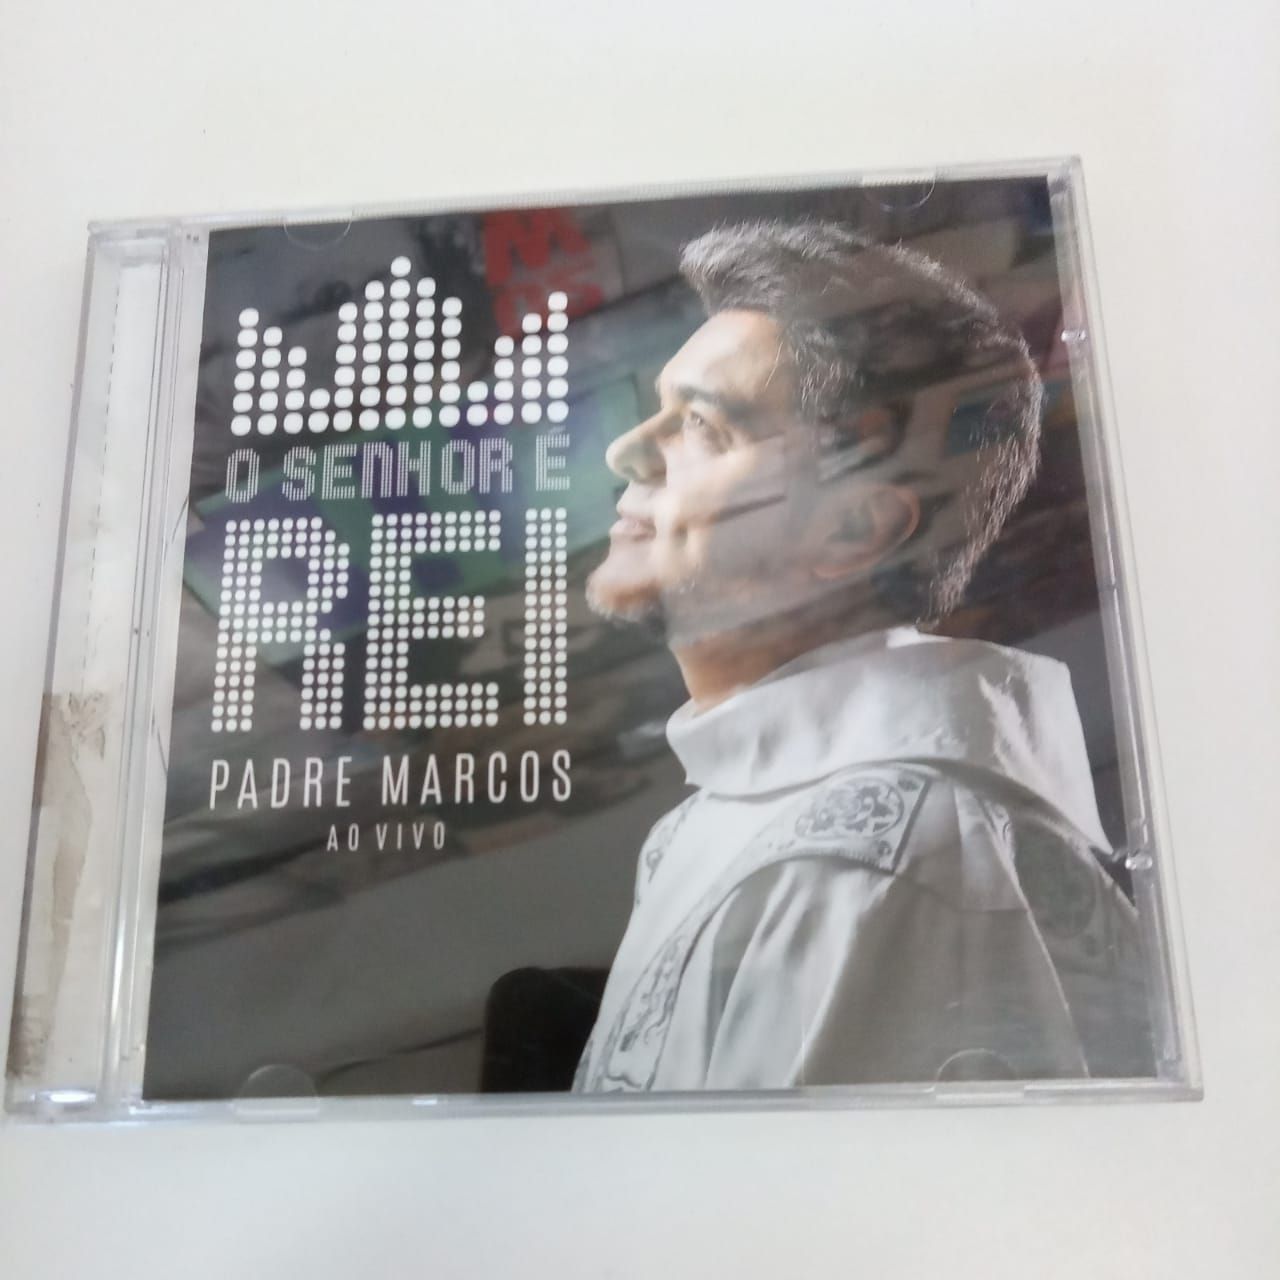 O SENHOR É
REI
PADRE MARCOS
AO VIVO